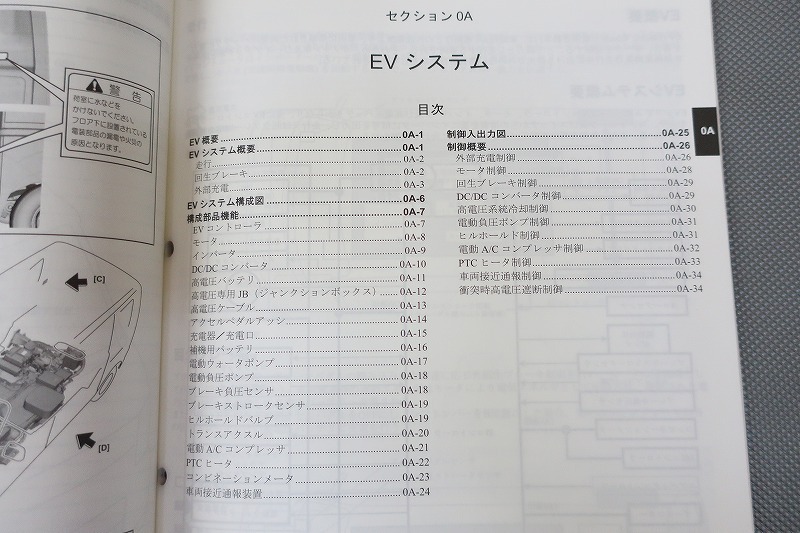 警告
荷室に水などを
かけないでください。
フロア下に設置されている
電装部品の漏電や火災の
原因となります。
[C]
[D]
セクション 0A
EV システム
目次
EV 概要 0A-1
EV システム概要 0A-1
走行 0A-2
回生ブレーキ 0A-2
外部充電 0A-3
EV システム構成図 0A-6
構成部品機能 0A-7
EV コントローラ 0A-7
モータ 0A-8
インバータ 0A-9
DC/DC コンバータ 0A-10
高電圧バッテリ 0A-11
高電圧専用 JB（ジャンクションボックス） 0A-12
高電圧ケーブル 0A-13
アクセルペダルアッシ 0A-14
充電器／充電口 0A-15
補機用バッテリ 0A-16
電動ウォータポンプ 0A-17
電動負圧ポンプ 0A-18
ブレーキ負圧センサ 0A-18
ブレーキストロークセンサ 0A-19
ヒルホールドバルブ 0A-19
トランスアクスル 0A-20
電動 A/C コンプレッサ 0A-21
PTC ヒータ 0A-22
コンビネーションメータ 0A-23
車両接近通報装置 0A-24
制御入出力図 0A-25
制御概要 0A-26
外部充電制御 0A-26
モータ制御 0A-28
回生ブレーキ制御 0A-29
DC/DC コンバータ制御 0A-29
高電圧系統冷却制御 0A-30
電動負圧ポンプ制御 0A-31
ヒルホールド制御 0A-31
電動 A/C コンプレッサ制御 0A-32
PTC ヒータ制御 0A-33
車両接近通報制御 0A-34
衝突時高電圧遮断制御 0A-34
0A